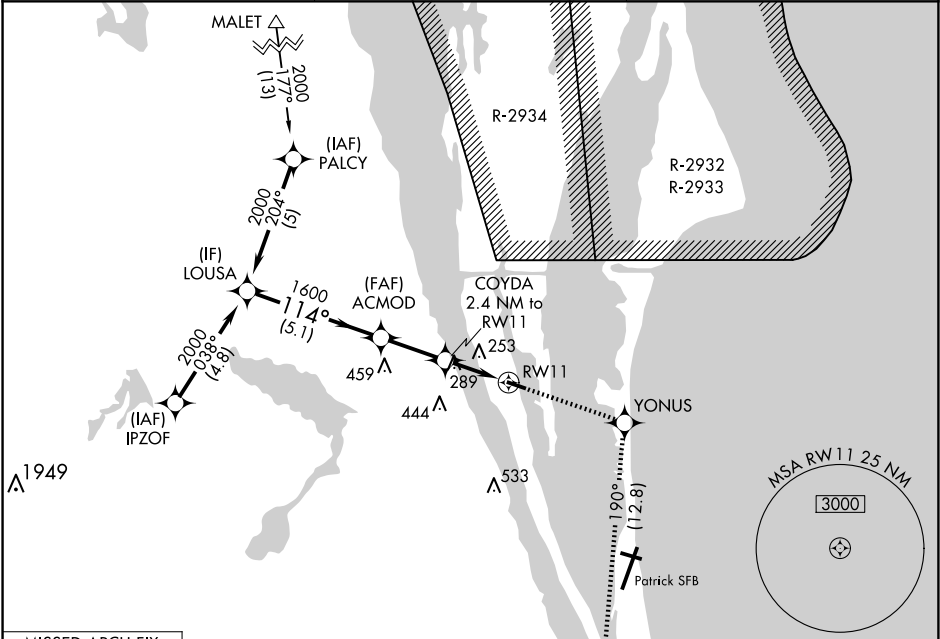 MALET
2000
177°
(13)
(IAF)
PALCY
2000
204°
(5)
(IF)
LOUSA
1600
114°
(5.1)
(FAF)
ACMOD
COYDA
2.4 NM to
RW11
253
289
RW11
459
444
2000
038°
(4.8)
(IAF)
IPZOF
1949
533
R-2934
R-2932
R-2933
YONUS
190°
(12.8)
Patrick SFB
MSA RW11 25 NM
3000
MISSED APCH FIX